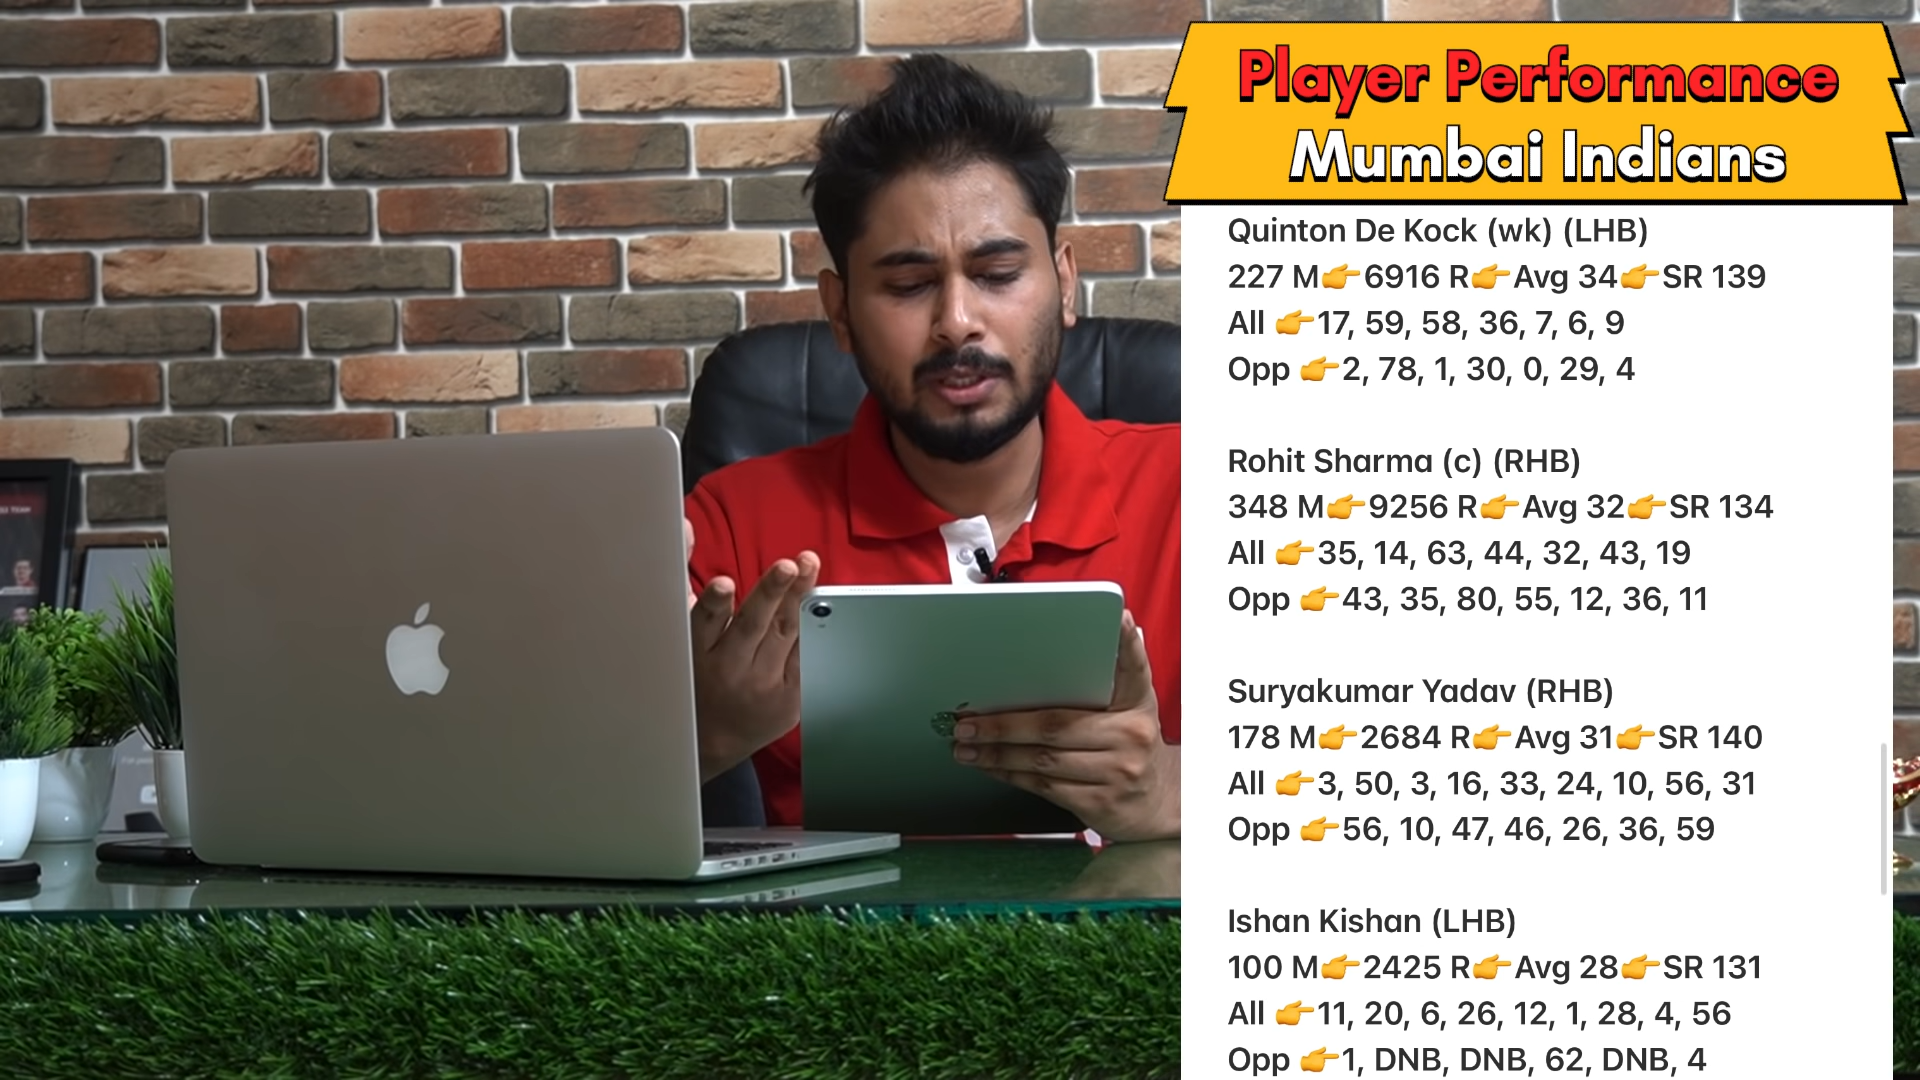 Player Performance
Mumbai Indians
Quinton De Kock (wk) (LHB)
227 M👉6916 R👉Avg 34👉SR 139
All 👉17, 59, 58, 36, 7, 6, 9
Opp 👉2, 78, 1, 30, 0, 29, 4
Rohit Sharma (c) (RHB)
348 M👉9256 R👉Avg 32👉SR 134
All 👉35, 14, 63, 44, 32, 43, 19
Opp 👉43, 35, 80, 55, 12, 36, 11
Suryakumar Yadav (RHB)
178 M👉2684 R👉Avg 31👉SR 140
All 👉3, 50, 3, 16, 33, 24, 10, 56, 31
Opp 👉56, 10, 47, 46, 26, 36, 59
Ishan Kishan (LHB)
100 M👉2425 R👉Avg 28👉SR 131
All 👉11, 20, 6, 26, 12, 1, 28, 4, 56
Opp 👉1, DNB, DNB, 62, DNB, 4